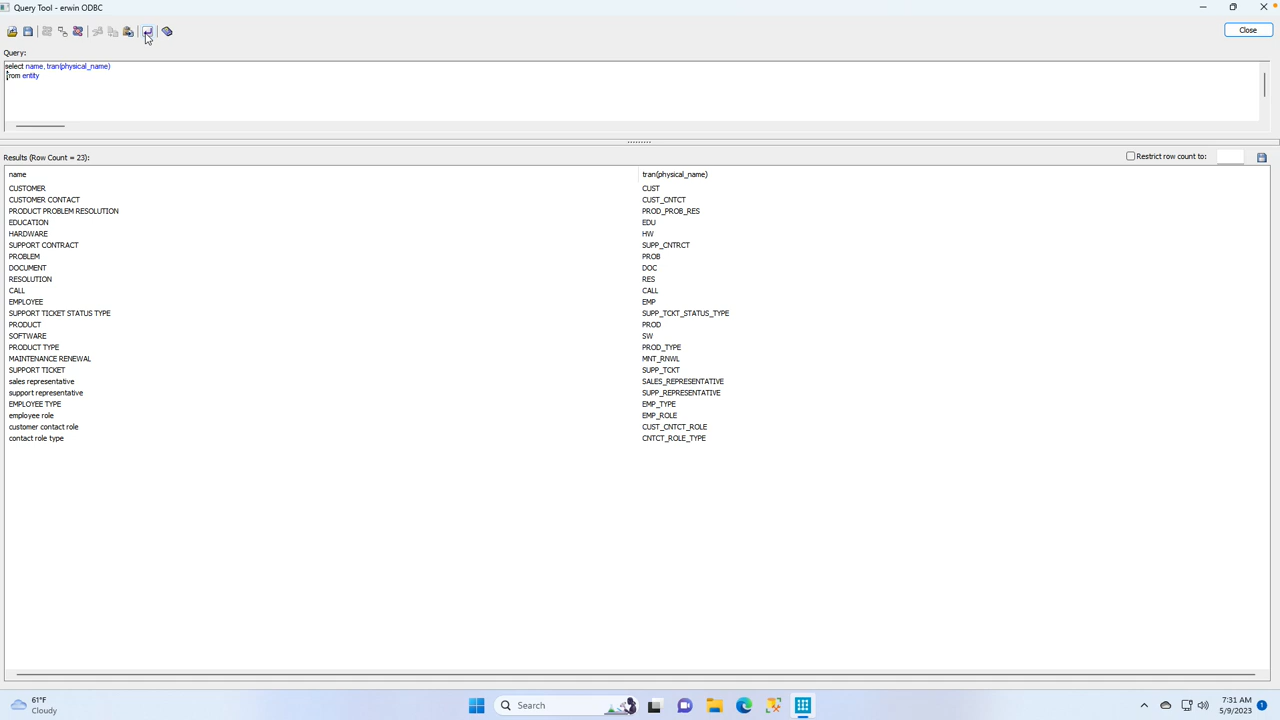 Query Tool - erwin ODBC
Close
Query:
select name, tran(physical_name)
from entity
Results (Row Count = 23):
Restrict row count to:
name tran(physical_name)
CUSTOMER CUST
CUSTOMER CONTACT CUST_CNTCT
PRODUCT PROBLEM RESOLUTION PROD_PROB_RES
EDUCATION EDU
HARDWARE HW
SUPPORT CONTRACT SUPP_CNTRCT
PROBLEM PROB
DOCUMENT DOC
RESOLUTION RES
CALL CALL
EMPLOYEE EMP
SUPPORT TICKET STATUS TYPE SUPP_TCKT_STATUS_TYPE
PRODUCT PROD
SOFTWARE SW
PRODUCT TYPE PROD_TYPE
MAINTENANCE RENEWAL MNT_RNWL
SUPPORT TICKET SUPP_TCKT
sales representative SALES_REPRESENTATIVE
support representative SUPP_REPRESENTATIVE
EMPLOYEE TYPE EMP_TYPE
employee role EMP_ROLE
customer contact role CUST_CNTCT_ROLE
contact role type CNTCT_ROLE_TYPE
61°F
Cloudy
Search
7:31 AM
5/9/2023
1